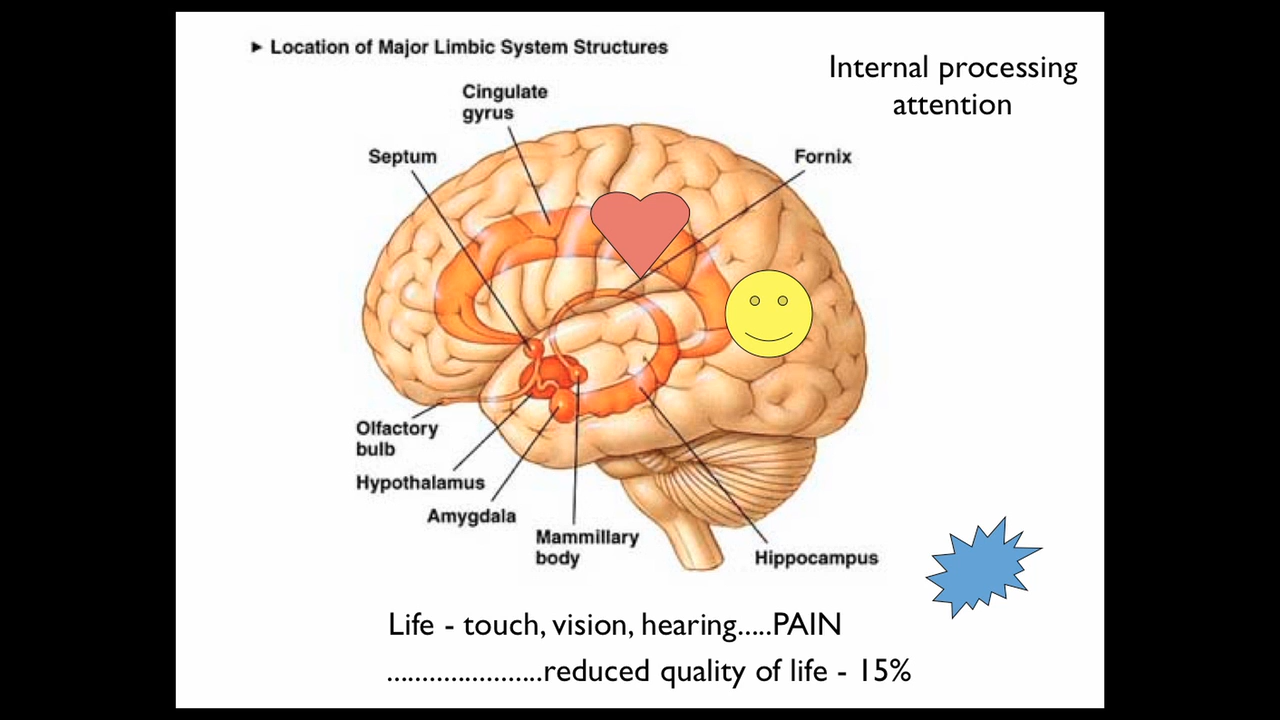 ► Location of Major Limbic System Structures
Internal processing
attention
Cingulate
gyrus
Septum
Fornix
Olfactory
bulb
Hypothalamus
Amygdala
Mammillary
body
Hippocampus
Life - touch, vision, hearing.....PAIN
......................reduced quality of life - 15%